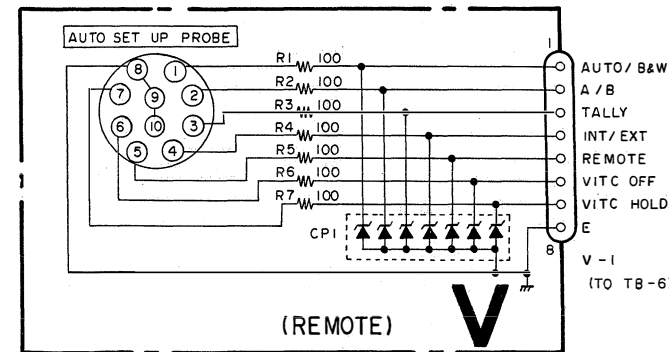 AUTO SET UP PROBE
1
8 1
7 9 2
6 10 3
5 4
R1 100 AUTO/B&W
R2 100 A/B
R3 100 TALLY
R4 100 INT/EXT
R5 100 REMOTE
R6 100 VITC OFF
R7 100 VITC HOLD
CP1 E
8
V-1
(TO TB-6
(REMOTE) V